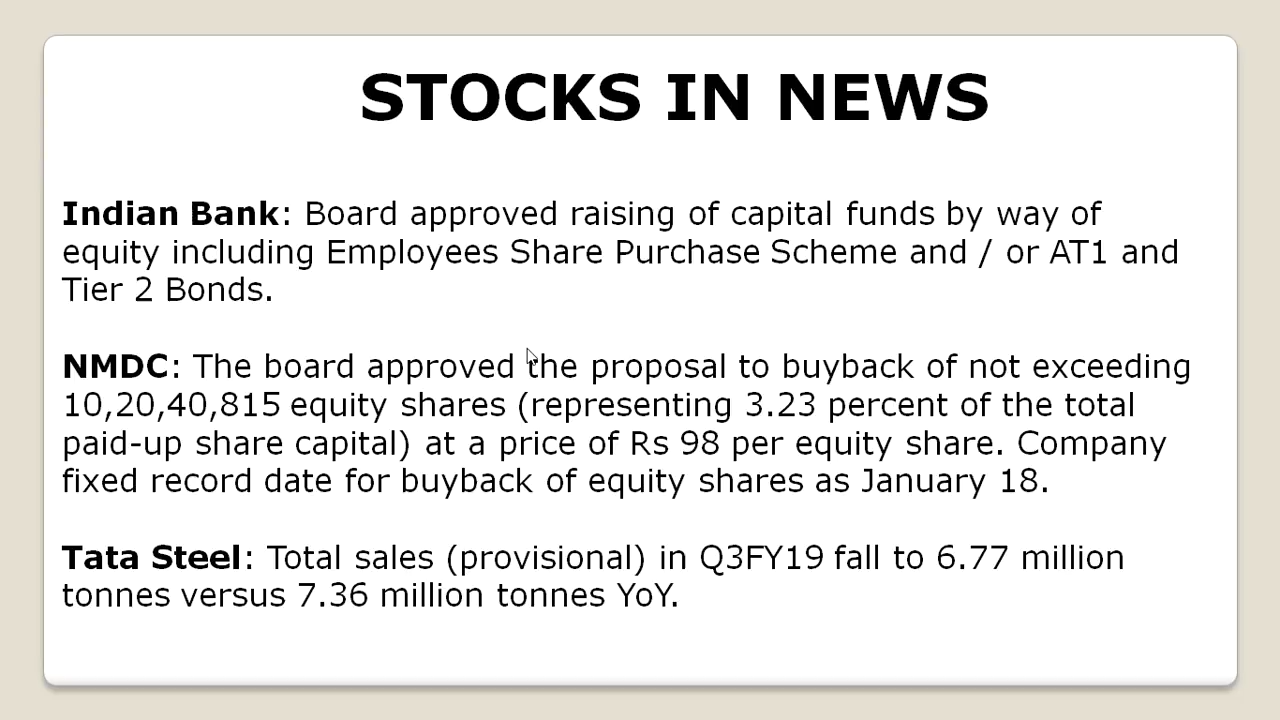 STOCKS IN NEWS
Indian Bank: Board approved raising of capital funds by way of
equity including Employees Share Purchase Scheme and / or AT1 and
Tier 2 Bonds.
NMDC: The board approved the proposal to buyback of not exceeding
10,20,40,815 equity shares (representing 3.23 percent of the total
paid-up share capital) at a price of Rs 98 per equity share. Company
fixed record date for buyback of equity shares as January 18.
Tata Steel: Total sales (provisional) in Q3FY19 fall to 6.77 million
tonnes versus 7.36 million tonnes YoY.